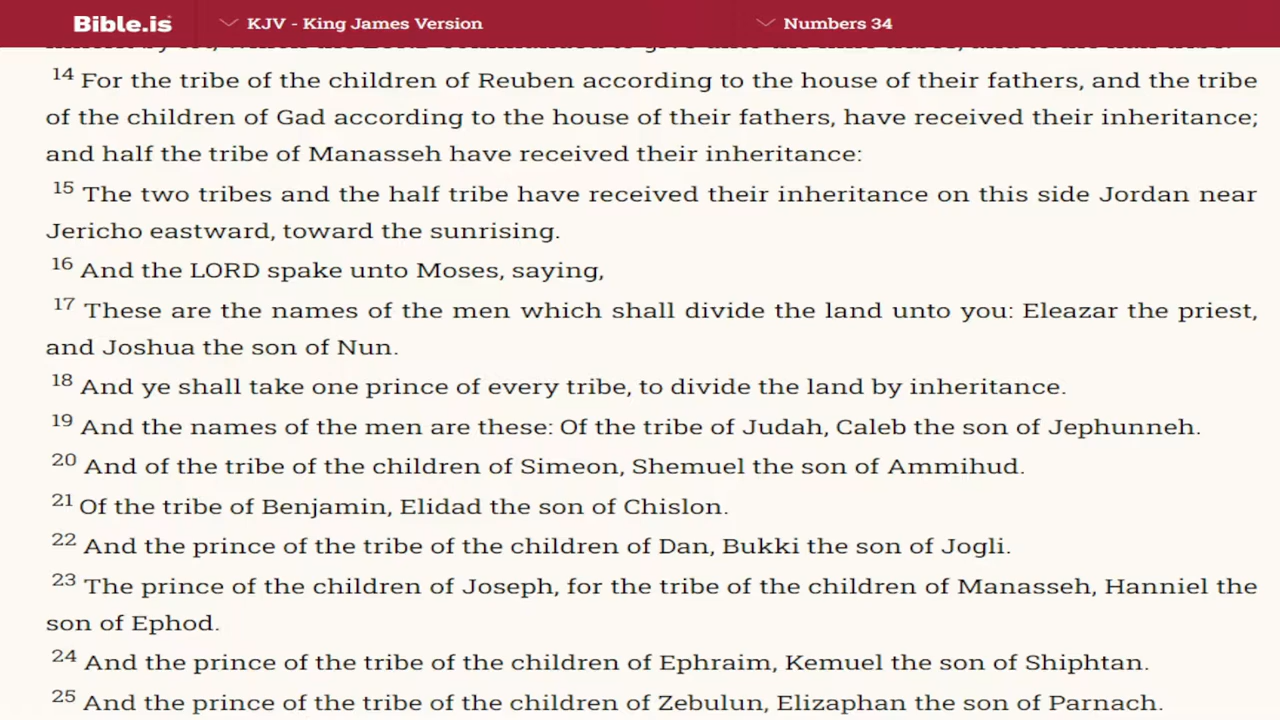 Bible.is KJV - King James Version Numbers 34
14 For the tribe of the children of Reuben according to the house of their fathers, and the tribe
of the children of Gad according to the house of their fathers, have received their inheritance;
and half the tribe of Manasseh have received their inheritance:
15 The two tribes and the half tribe have received their inheritance on this side Jordan near
Jericho eastward, toward the sunrising.
16 And the LORD spake unto Moses, saying,
17 These are the names of the men which shall divide the land unto you: Eleazar the priest,
and Joshua the son of Nun.
18 And ye shall take one prince of every tribe, to divide the land by inheritance.
19 And the names of the men are these: Of the tribe of Judah, Caleb the son of Jephunneh.
20 And of the tribe of the children of Simeon, Shemuel the son of Ammihud.
21 Of the tribe of Benjamin, Elidad the son of Chislon.
22 And the prince of the tribe of the children of Dan, Bukki the son of Jogli.
23 The prince of the children of Joseph, for the tribe of the children of Manasseh, Hanniel the
son of Ephod.
24 And the prince of the tribe of the children of Ephraim, Kemuel the son of Shiphtan.
25 And the prince of the tribe of the children of Zebulun, Elizaphan the son of Parnach.